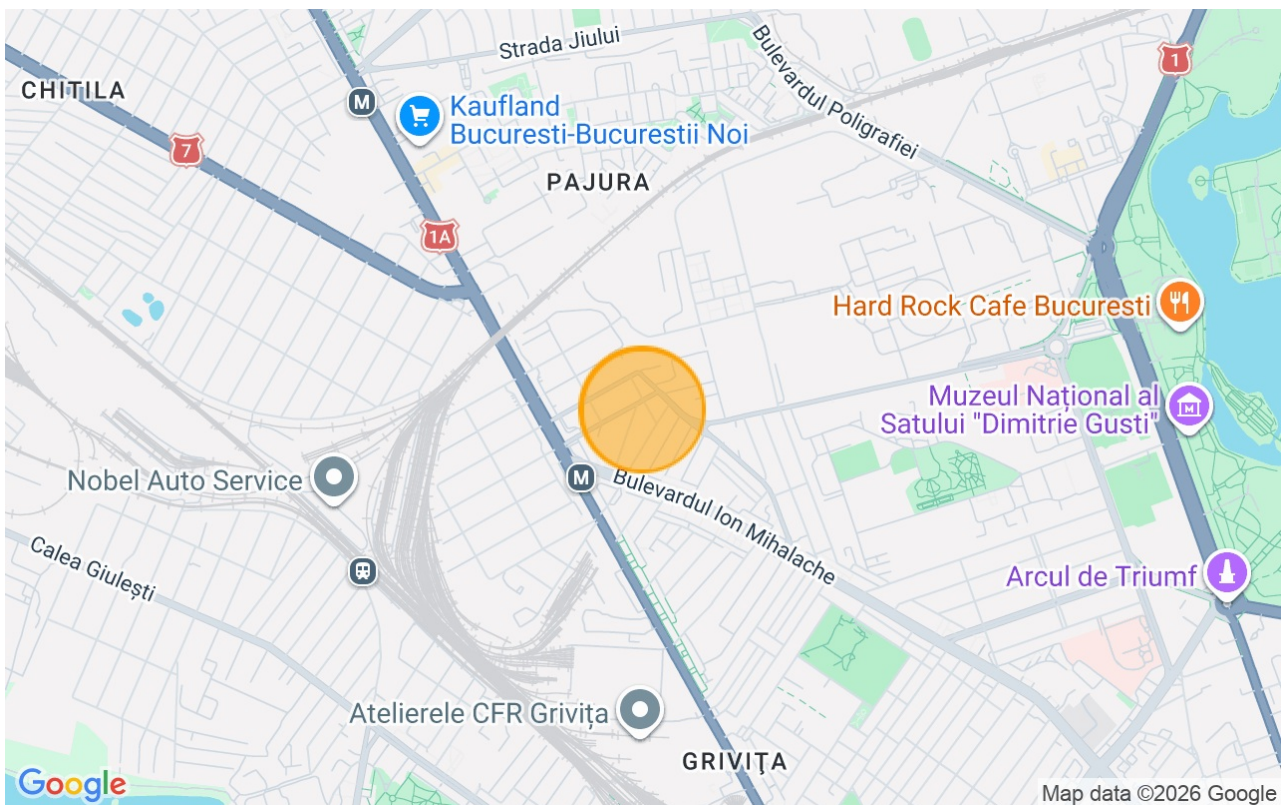 Strada Jiului
Bulevardul Poligrafiei
1
CHITILA
M
Kaufland
Bucuresti-Bucurestii Noi
7
PAJURA
1A
Hard Rock Cafe Bucuresti
Muzeul Național al
Satului "Dimitrie Gusti"
M
Nobel Auto Service
M
Bulevardul Ion Mihalache
Calea Giulești
Arcul de Triumf
Atelierele CFR Grivița
GRIVIȚA
Google
Map data ©2026 Google